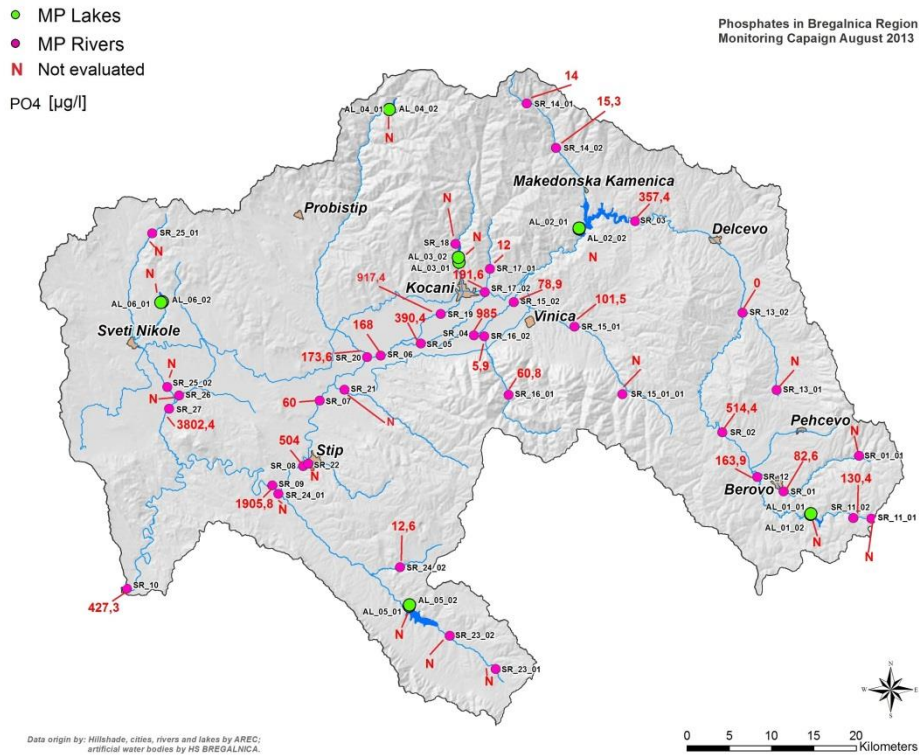 MP Lakes
MP Rivers
N Not evaluated
PO4 [µg/l]
Phosphates in Bregalnica Region
Monitoring Capaign August 2013
14
SR_14_01
AL_04_01
AL_04_02
N
15,3
SR_14_02
Makedonska Kamenica
357,4
Probistip
N
AL_02_01
SR_03
Delcevo
SR_25_01
N
SR_18
N
AL_02_02
N
AL_03_02
AL_03_01
12
SR_17_01
N
191,6
917,4
Kocani
SR_17_02
78,9
0
AL_06_01
AL_06_02
SR_15_02
101,5
SR_13_02
390,4
SR_19
985
Vinica
168
SR_15_01
Sveti Nikole
SR_04
SR_16_02
173,6
SR_20
SR_06
SR_05
5,9
N
60,8
N
SR_25_02
N
SR_26
SR_21
SR_16_01
SR_15_01_01
SR_13_01
60
SR_07
SR_27
3802,4
N
514,4
Pehcevo
SR_02
N
504
Stip
SR_08
SR_22
N
163,9
82,6
SR_01_01
SR_12
130,4
SR_09
Berovo
SR_01
SR_24_01
1905,8
N
AL_01_01
SR_11_02
SR_11_01
AL_01_02
N
N
12,6
SR_24_02
SR_10
427,3
AL_05_02
AL_05_01
N
SR_23_02
N
SR_23_01
N
N
W
E
S
Data origin by: Hillshade, cities, rivers and lakes by AREC;
artificial water bodies by HS BREGALNICA.
0 5 10 15 20
Kilometers